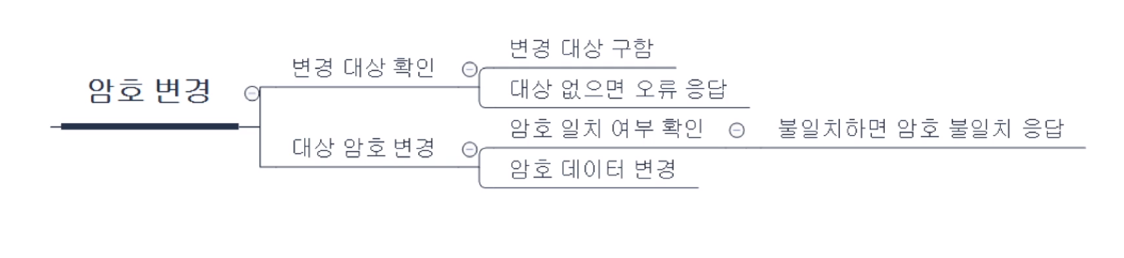 암호 변경
변경 대상 확인
변경 대상 구함
대상 없으면 오류 응답
대상 암호 변경
암호 일치 여부 확인
불일치하면 암호 불일치 응답
암호 데이터 변경